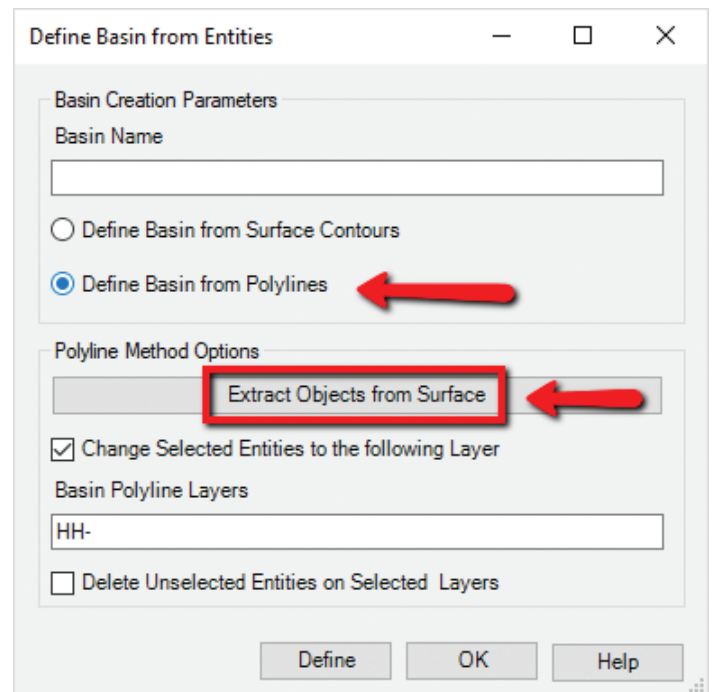 Define Basin from Entities
Basin Creation Parameters
Basin Name
Define Basin from Surface Contours
Define Basin from Polylines
Polyline Method Options
Extract Objects from Surface
Change Selected Entities to the following Layer
Basin Polyline Layers
HH-
Delete Unselected Entities on Selected Layers
Define OK Help